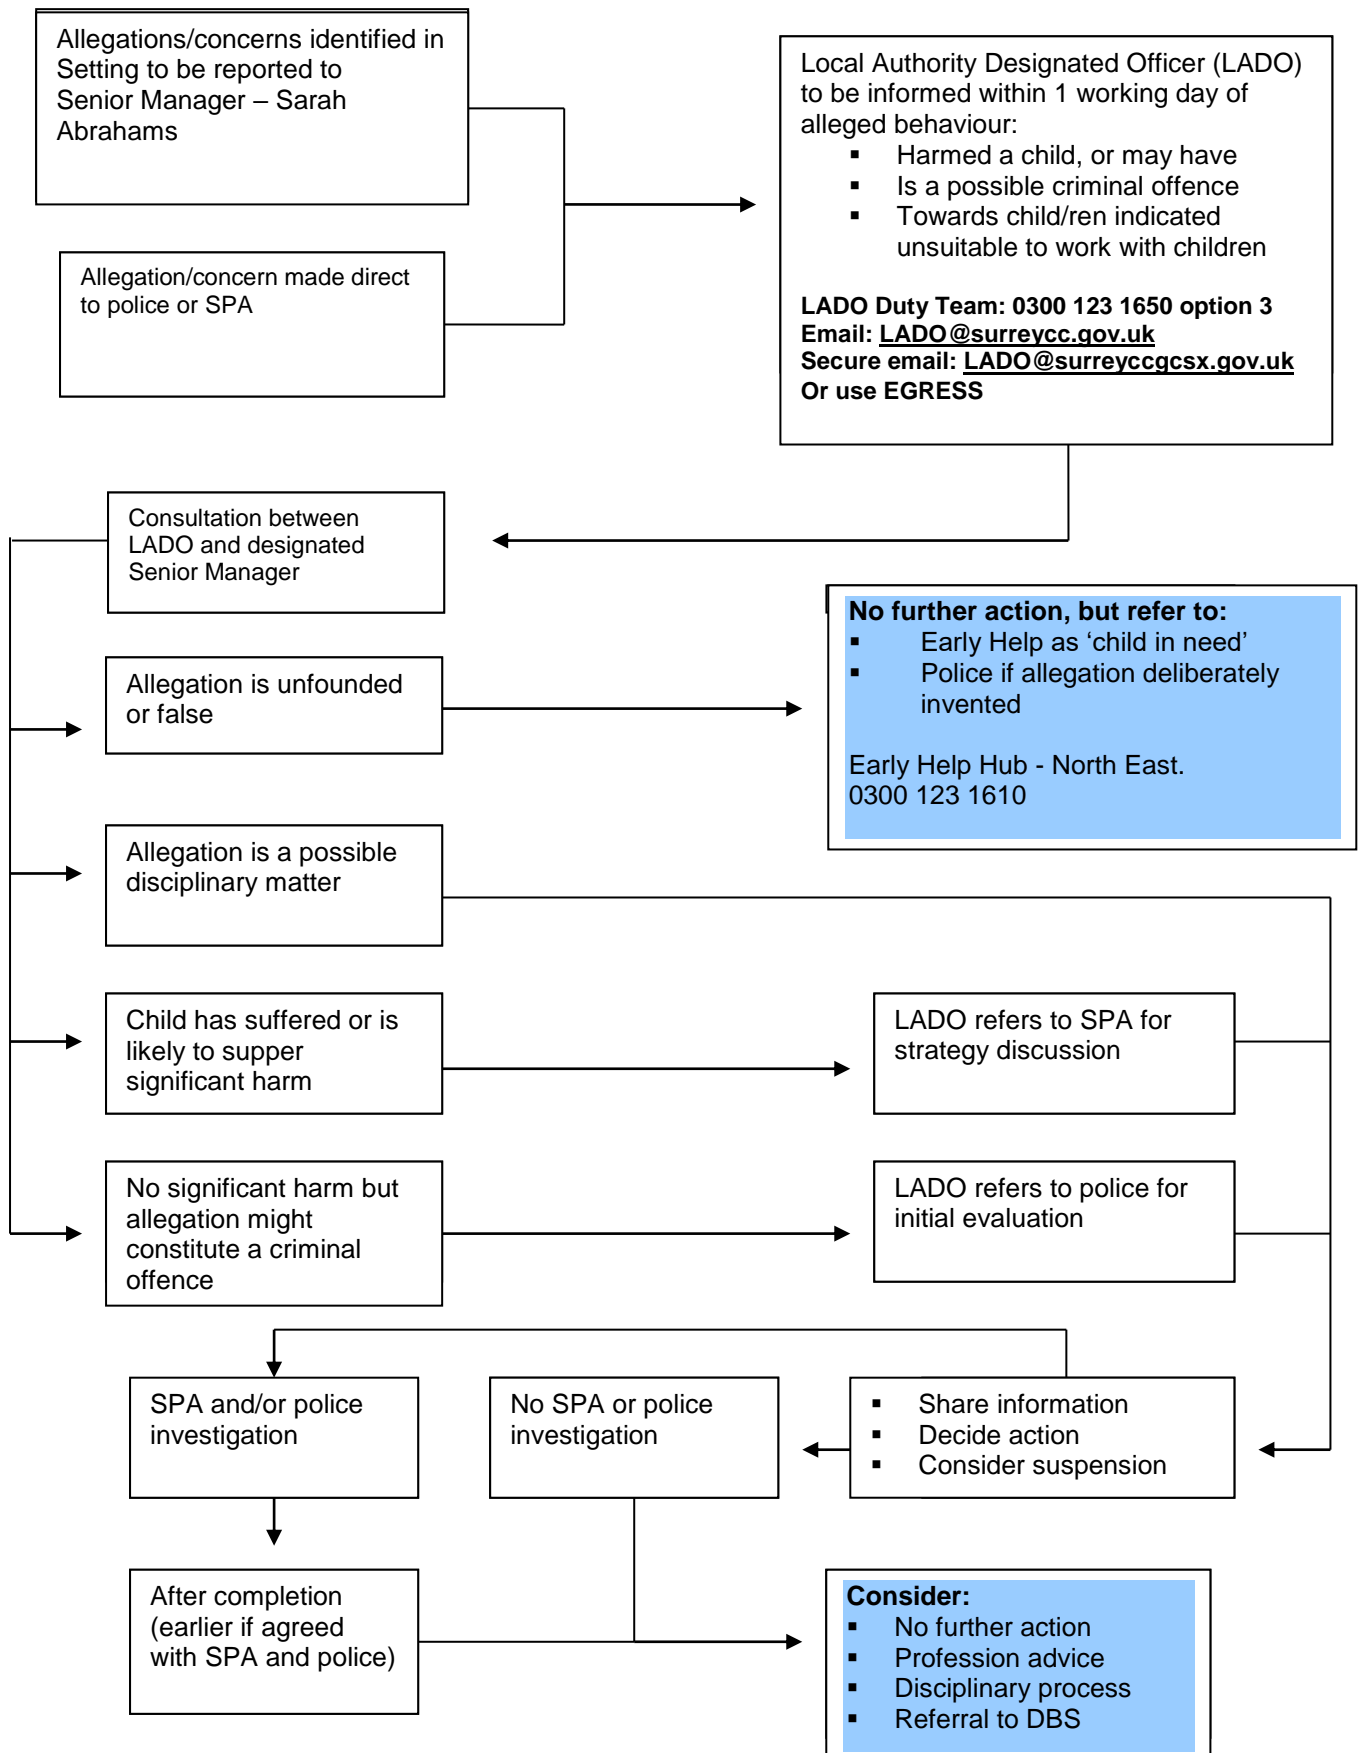 Allegations/concerns identified in
Setting to be reported to
Senior Manager – Sarah
Abrahams
Local Authority Designated Officer (LADO)
to be informed within 1 working day of
alleged behaviour:
▪ Harmed a child, or may have
▪ Is a possible criminal offence
▪ Towards child/ren indicated
unsuitable to work with children
LADO Duty Team: 0300 123 1650 option 3
Email: LADO@surreycc.gov.uk
Secure email: LADO@surreyccgcsx.gov.uk
Or use EGRESS
Allegation/concern made direct
to police or SPA
Consultation between
LADO and designated
Senior Manager
Allegation is unfounded
or false
No further action, but refer to:
▪ Early Help as ‘child in need’
▪ Police if allegation deliberately
invented
Early Help Hub - North East.
0300 123 1610
Allegation is a possible
disciplinary matter
Child has suffered or is
likely to supper
significant harm
LADO refers to SPA for
strategy discussion
No significant harm but
allegation might
constitute a criminal
offence
LADO refers to police for
initial evaluation
SPA and/or police
investigation
No SPA or police
investigation
▪ Share information
▪ Decide action
▪ Consider suspension
After completion
(earlier if agreed
with SPA and police)
Consider:
▪ No further action
▪ Profession advice
▪ Disciplinary process
▪ Referral to DBS